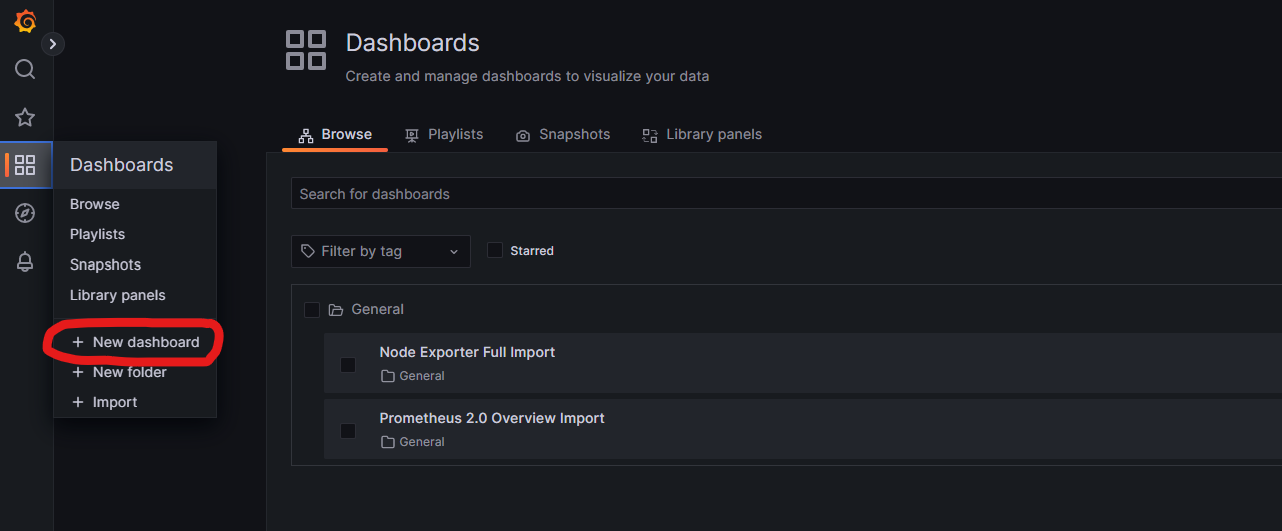 Dashboards
Create and manage dashboards to visualize your data
Browse Playlists Snapshots Library panels
Dashboards
Browse
Playlists
Snapshots
Library panels
+ New dashboard
+ New folder
+ Import
Search for dashboards
Filter by tag Starred
General
Node Exporter Full Import
General
Prometheus 2.0 Overview Import
General